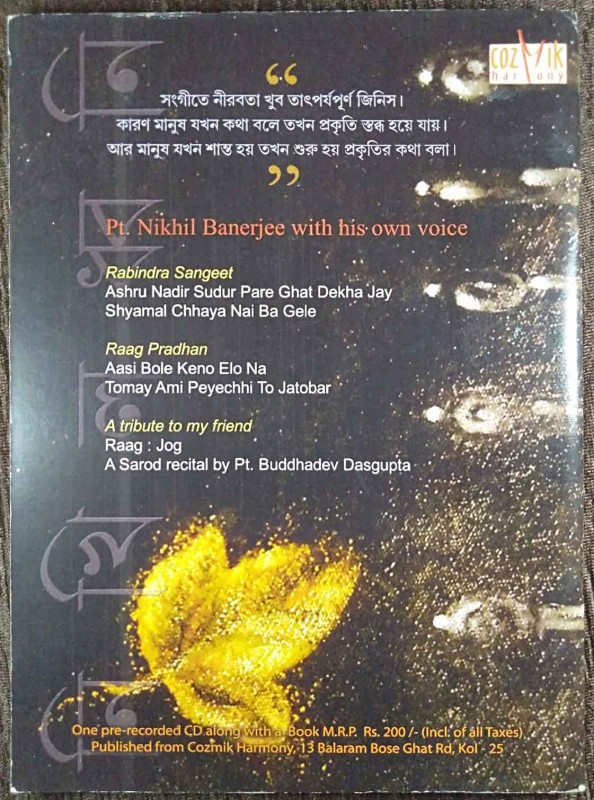 COZMIK
harmony
“
সংগীতে নীরবতা খুব তাৎপর্যপূর্ণ জিনিস।
কারণ মানুষ যখন কথা বলে তখন প্রকৃতি স্তব্ধ হয়ে যায়।
আর মানুষ যখন শান্ত হয় তখন শুরু হয় প্রকৃতির কথা বলা।
”
Pt. Nikhil Banerjee with his own voice
Rabindra Sangeet
Ashru Nadir Sudur Pare Ghat Dekha Jay
Shyamal Chhaya Nai Ba Gele
Raag Pradhan
Aasi Bole Keno Elo Na
Tomay Ami Peyechhi To Jatobar
A tribute to my friend
Raag : Jog
A Sarod recital by Pt. Buddhadev Dasgupta
One pre-recorded CD along with a Book M.R.P. Rs. 200 /- (Incl. of all Taxes)
Published from Cozmik Harmony, 13 Balaram Bose Ghat Rd, Kol - 25